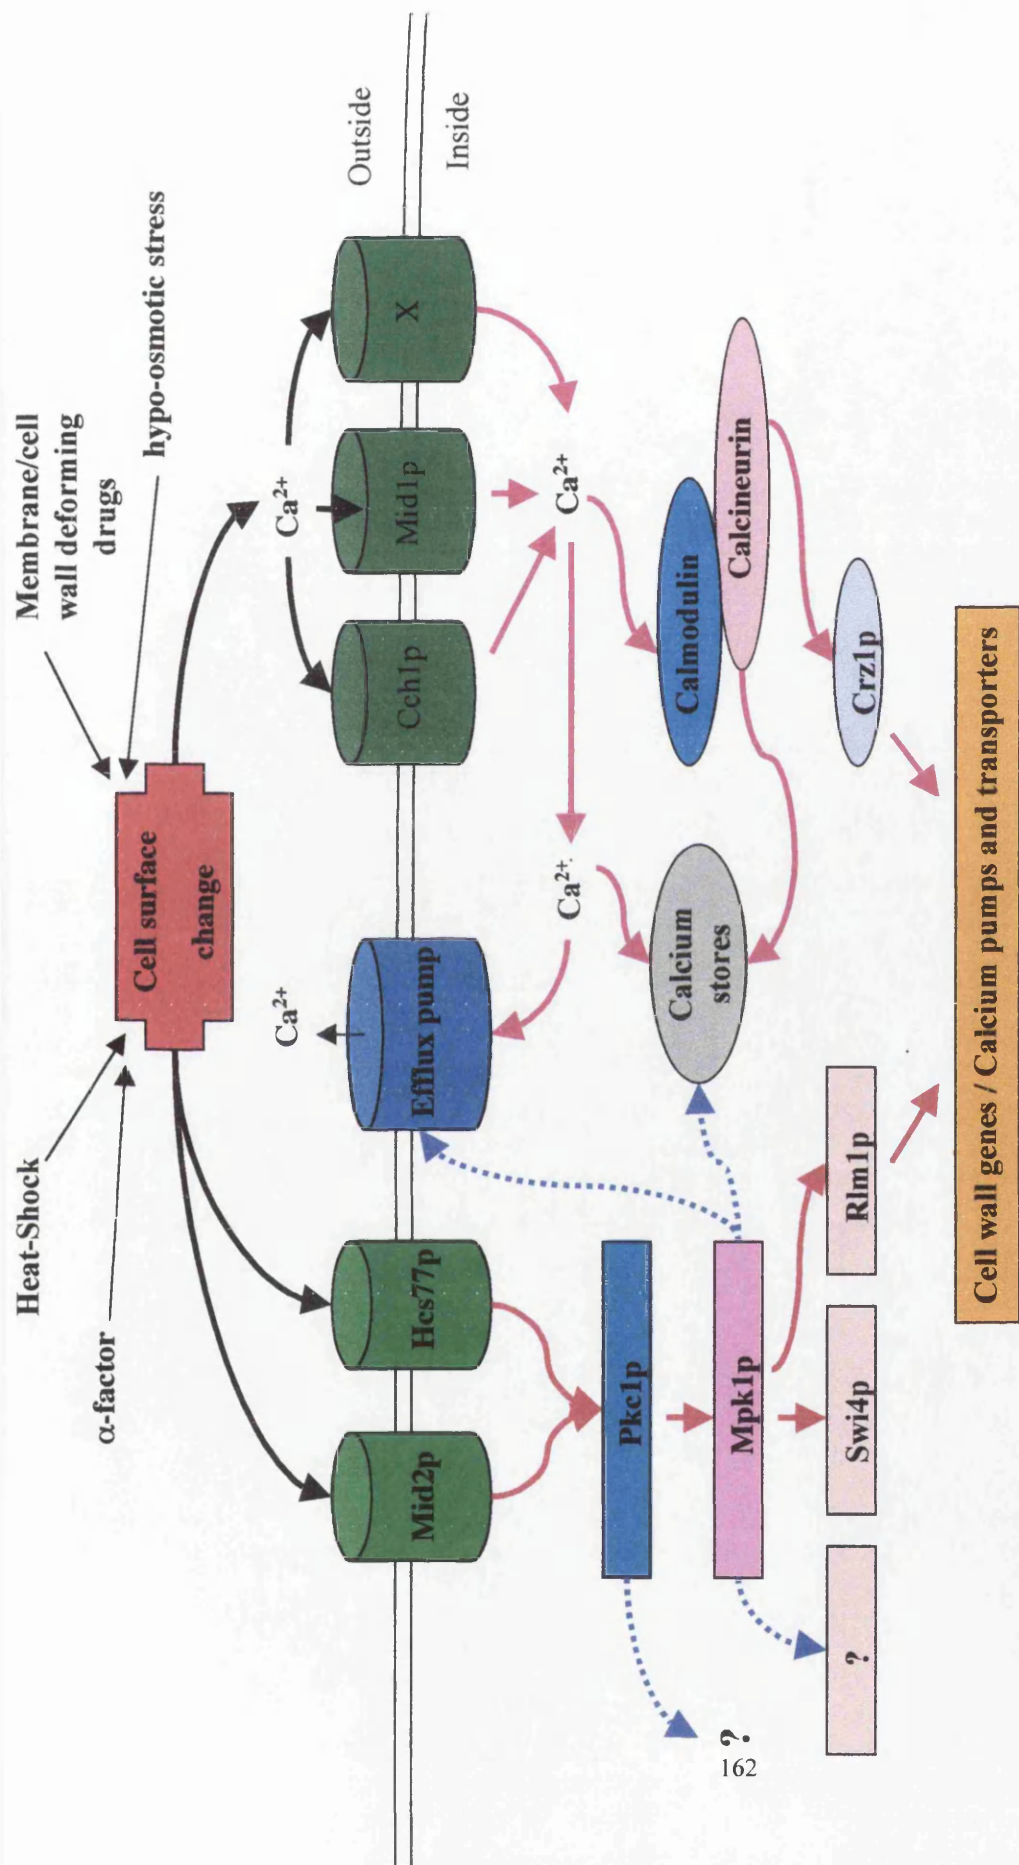 Heat-Shock
α-factor
Membrane/cell
wall deforming
drugs
hypo-osmotic stress
Cell surface
change
Ca²⁺
Ca²⁺
Outside
Inside
Mid2p
Hcs77p
Efflux pump
Cch1p
Mid1p
X
Ca²⁺
Ca²⁺
Pkc1p
Calcium
stores
Calmodulin
Calcineurin
?
Mpk1p
?
Swi4p
Rlm1p
Crz1p
Cell wall genes / Calcium pumps and transporters
162